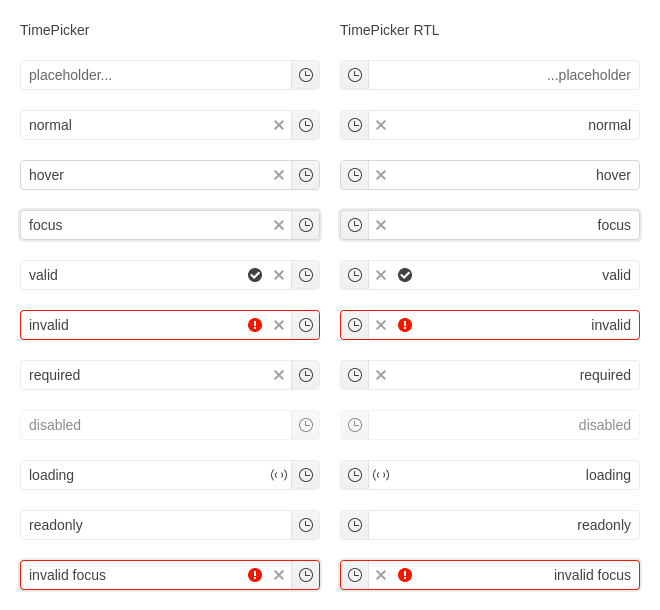 TimePicker TimePicker RTL
placeholder... ...placeholder
normal normal
hover hover
focus focus
valid valid
invalid invalid
required required
disabled disabled
loading loading
readonly readonly
invalid focus invalid focus